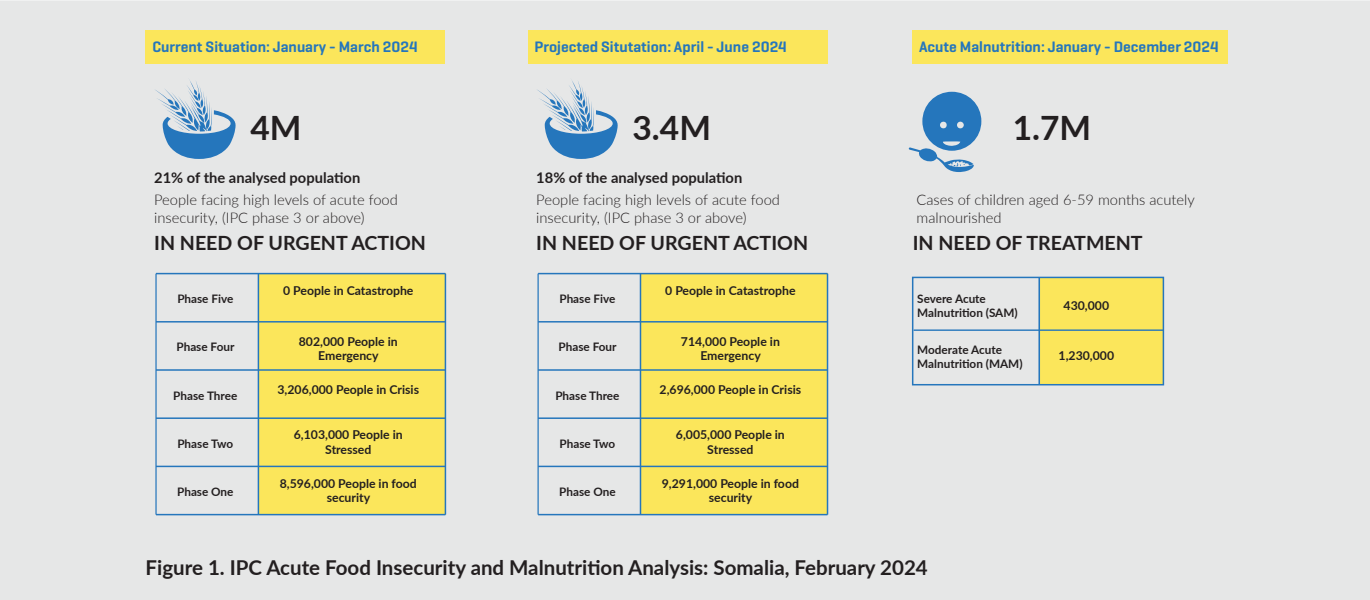 Current Situation: January - March 2024
4M
21% of the analysed population
People facing high levels of acute food
insecurity, (IPC phase 3 or above)
IN NEED OF URGENT ACTION
Phase Five
0 People in Catastrophe
Phase Four
802,000 People in
Emergency
Phase Three
3,206,000 People in Crisis
Phase Two
6,103,000 People in
Stressed
Phase One
8,596,000 People in food
security
Projected Situtation: April - June 2024
3.4M
18% of the analysed population
People facing high levels of acute food
insecurity, (IPC phase 3 or above)
IN NEED OF URGENT ACTION
Phase Five
0 People in Catastrophe
Phase Four
714,000 People in
Emergency
Phase Three
2,696,000 People in Crisis
Phase Two
6,005,000 People in
Stressed
Phase One
9,291,000 People in food
security
Acute Malnutrition: January - December 2024
1.7M
Cases of children aged 6-59 months acutely
malnourished
IN NEED OF TREATMENT
Severe Acute
Malnutrition (SAM)
430,000
Moderate Acute
Malnutrition (MAM)
1,230,000
Figure 1. IPC Acute Food Insecurity and Malnutrition Analysis: Somalia, February 2024